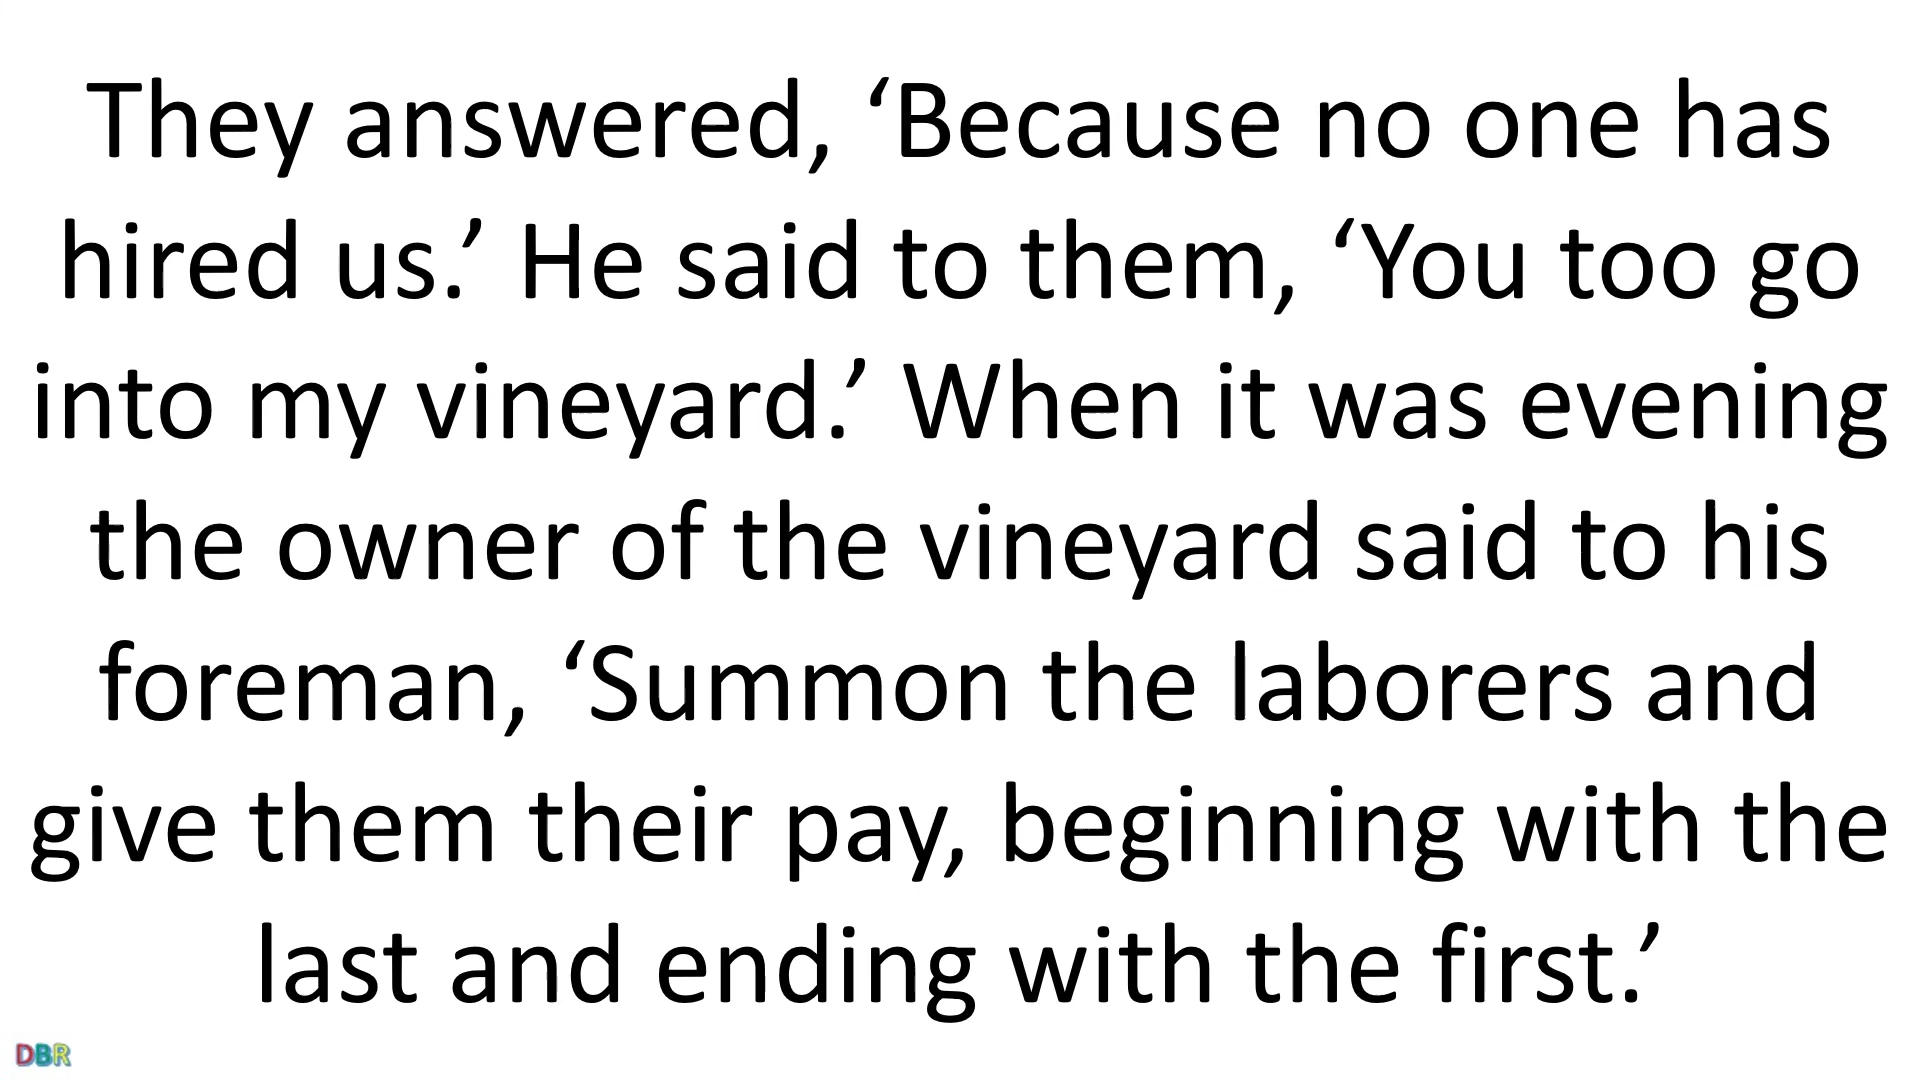 They answered, ‘Because no one has
hired us.’ He said to them, ‘You too go
into my vineyard.’ When it was evening
the owner of the vineyard said to his
foreman, ‘Summon the laborers and
give them their pay, beginning with the
last and ending with the first.’
DBR